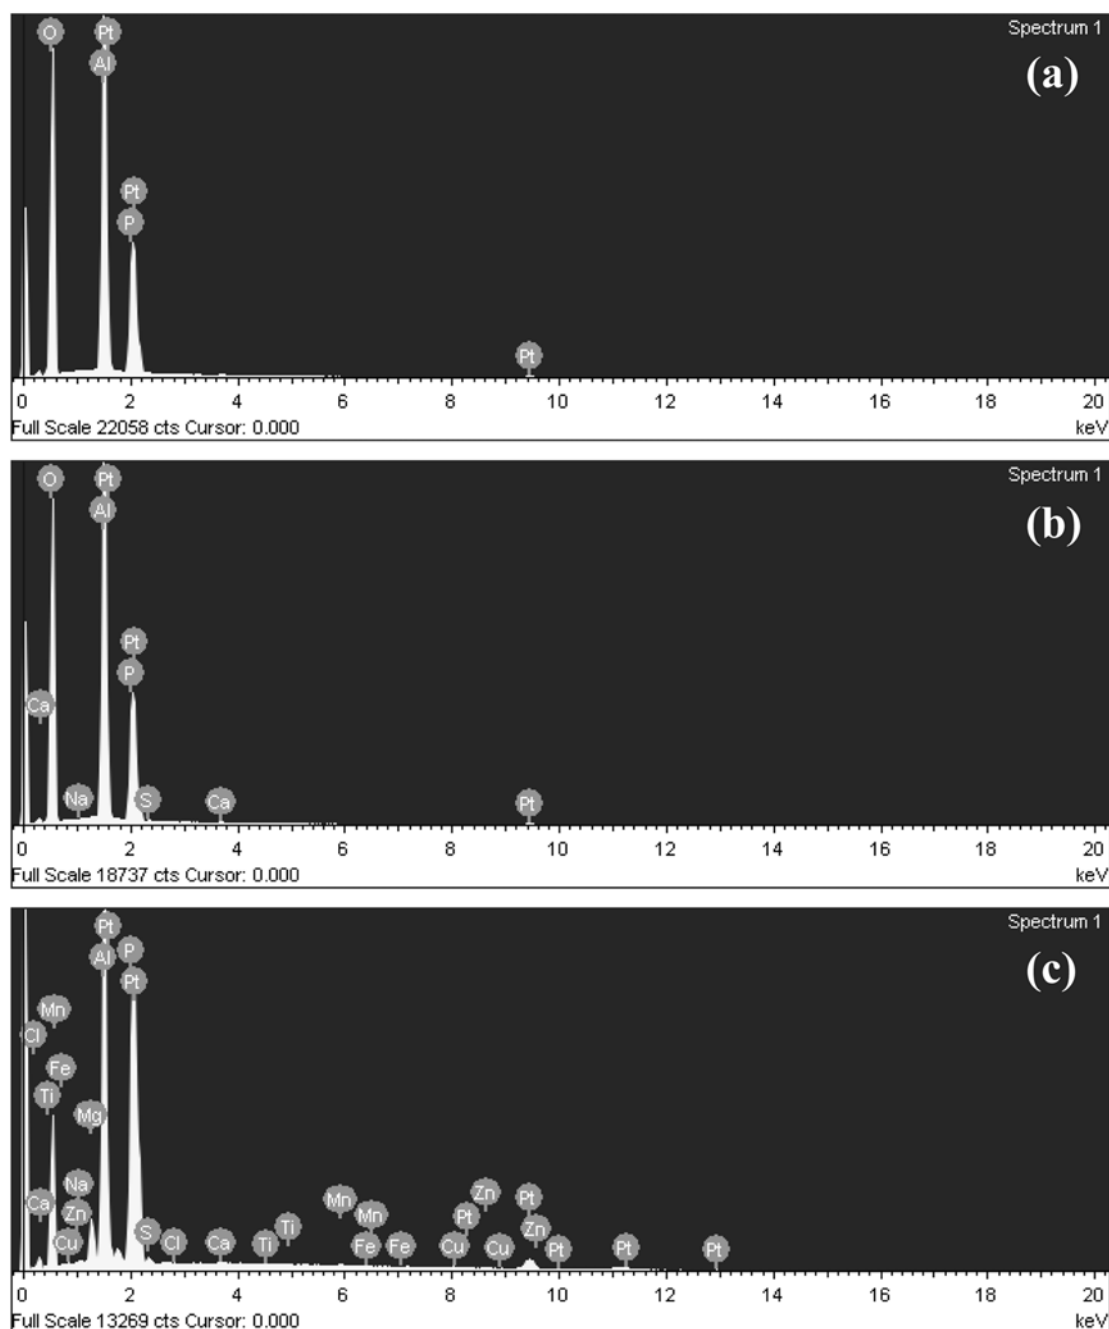 Spectrum 1
(a)
O Pt
Al
Pt
P
Pt
0 2 4 6 8 10 12 14 16 18 20
Full Scale 22058 cts Cursor: 0.000 keV
Spectrum 1
(b)
O Pt
Al
Pt
P
Ca
Na S Ca Pt
0 2 4 6 8 10 12 14 16 18 20
Full Scale 18737 cts Cursor: 0.000 keV
Spectrum 1
(c)
Pt
Al P
Pt
Mn
Cl
Fe
Ti
Mg
Na Zn
Ca Mn Pt
Zn Mn Pt Zn
Cu S Cl Ca Ti Ti Fe Fe Cu Cu Pt Pt Pt
0 2 4 6 8 10 12 14 16 18 20
Full Scale 13269 cts Cursor: 0.000 keV